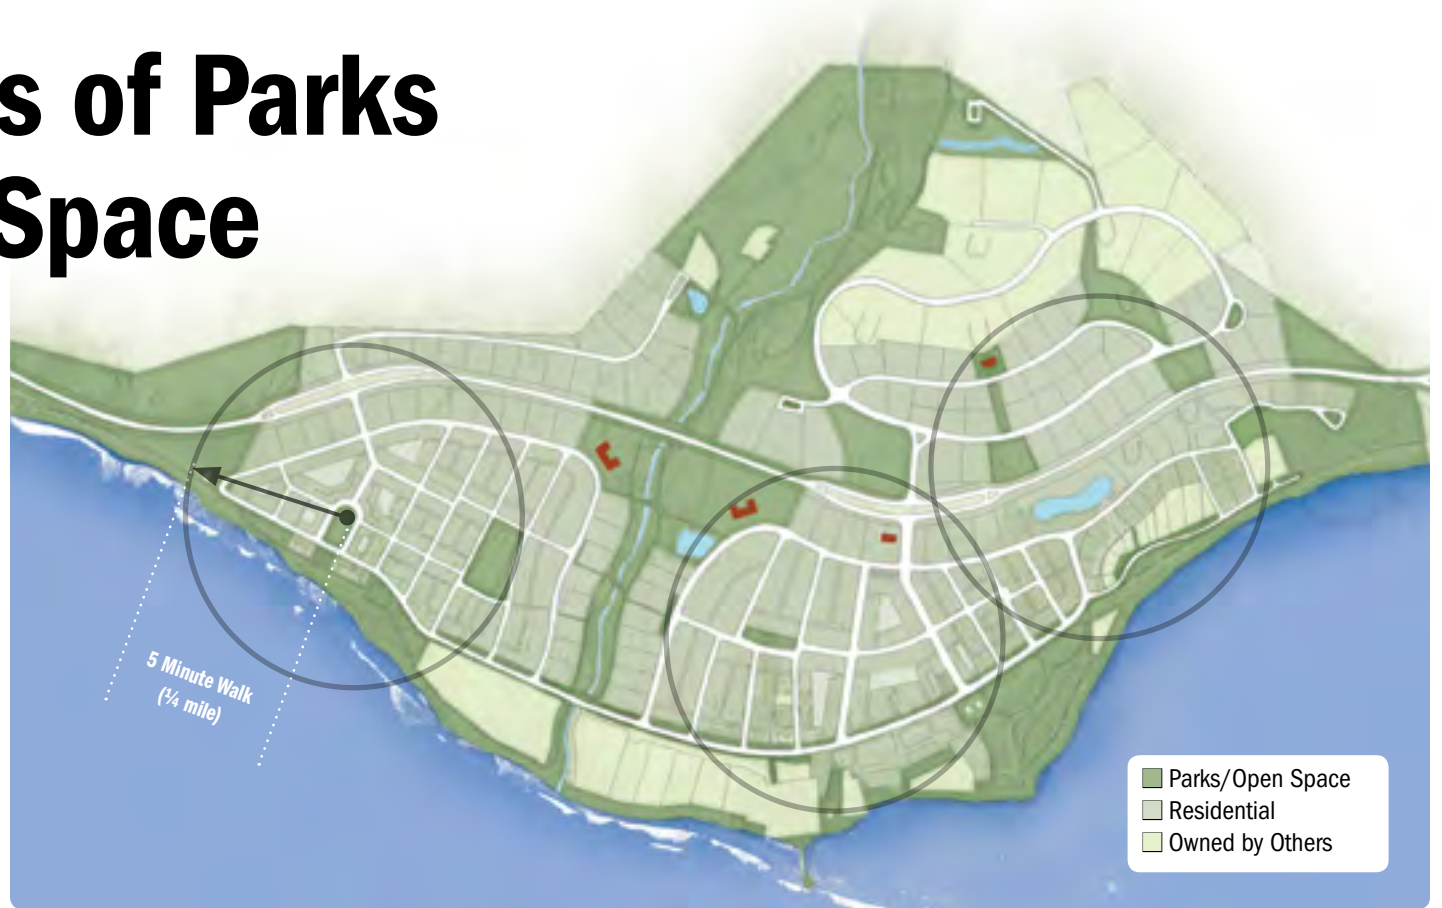 s of Parks
Space
5 Minute Walk
(¼ mile)
Parks/Open Space
Residential
Owned by Others